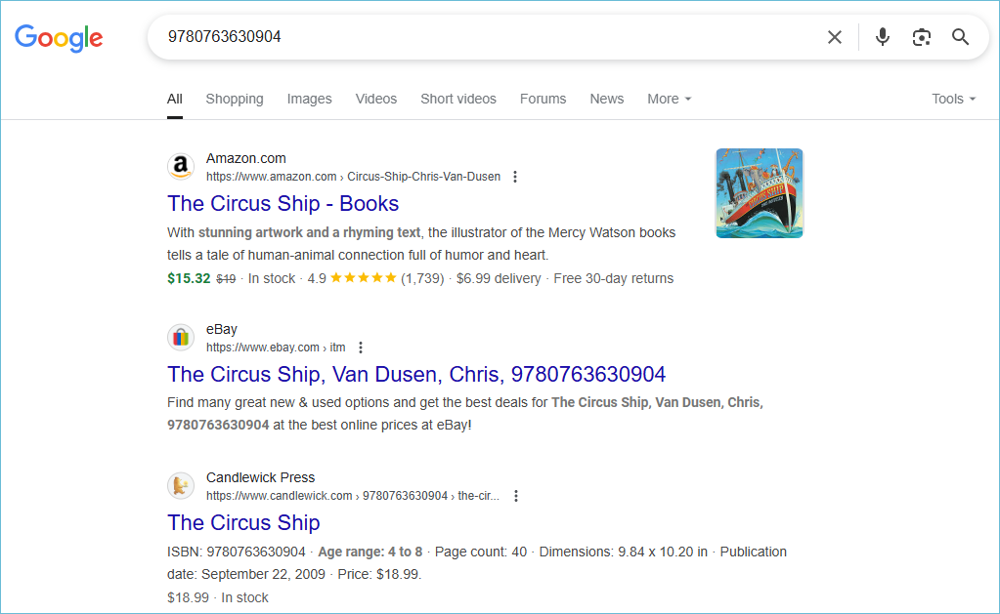 Google
9780763630904
All Shopping Images Videos Short videos Forums News More Tools
Amazon.com
https://www.amazon.com › Circus-Ship-Chris-Van-Dusen
The Circus Ship - Books
With stunning artwork and a rhyming text, the illustrator of the Mercy Watson books
tells a tale of human-animal connection full of humor and heart.
$15.32 $19 · In stock · 4.9 ★★★★★ (1,739) · $6.99 delivery · Free 30-day returns
eBay
https://www.ebay.com › itm
The Circus Ship, Van Dusen, Chris, 9780763630904
Find many great new & used options and get the best deals for The Circus Ship, Van Dusen, Chris,
9780763630904 at the best online prices at eBay!
Candlewick Press
https://www.candlewick.com › 9780763630904 › the-cir...
The Circus Ship
ISBN: 9780763630904 · Age range: 4 to 8 · Page count: 40 · Dimensions: 9.84 x 10.20 in · Publication
date: September 22, 2009 · Price: $18.99.
$18.99 · In stock